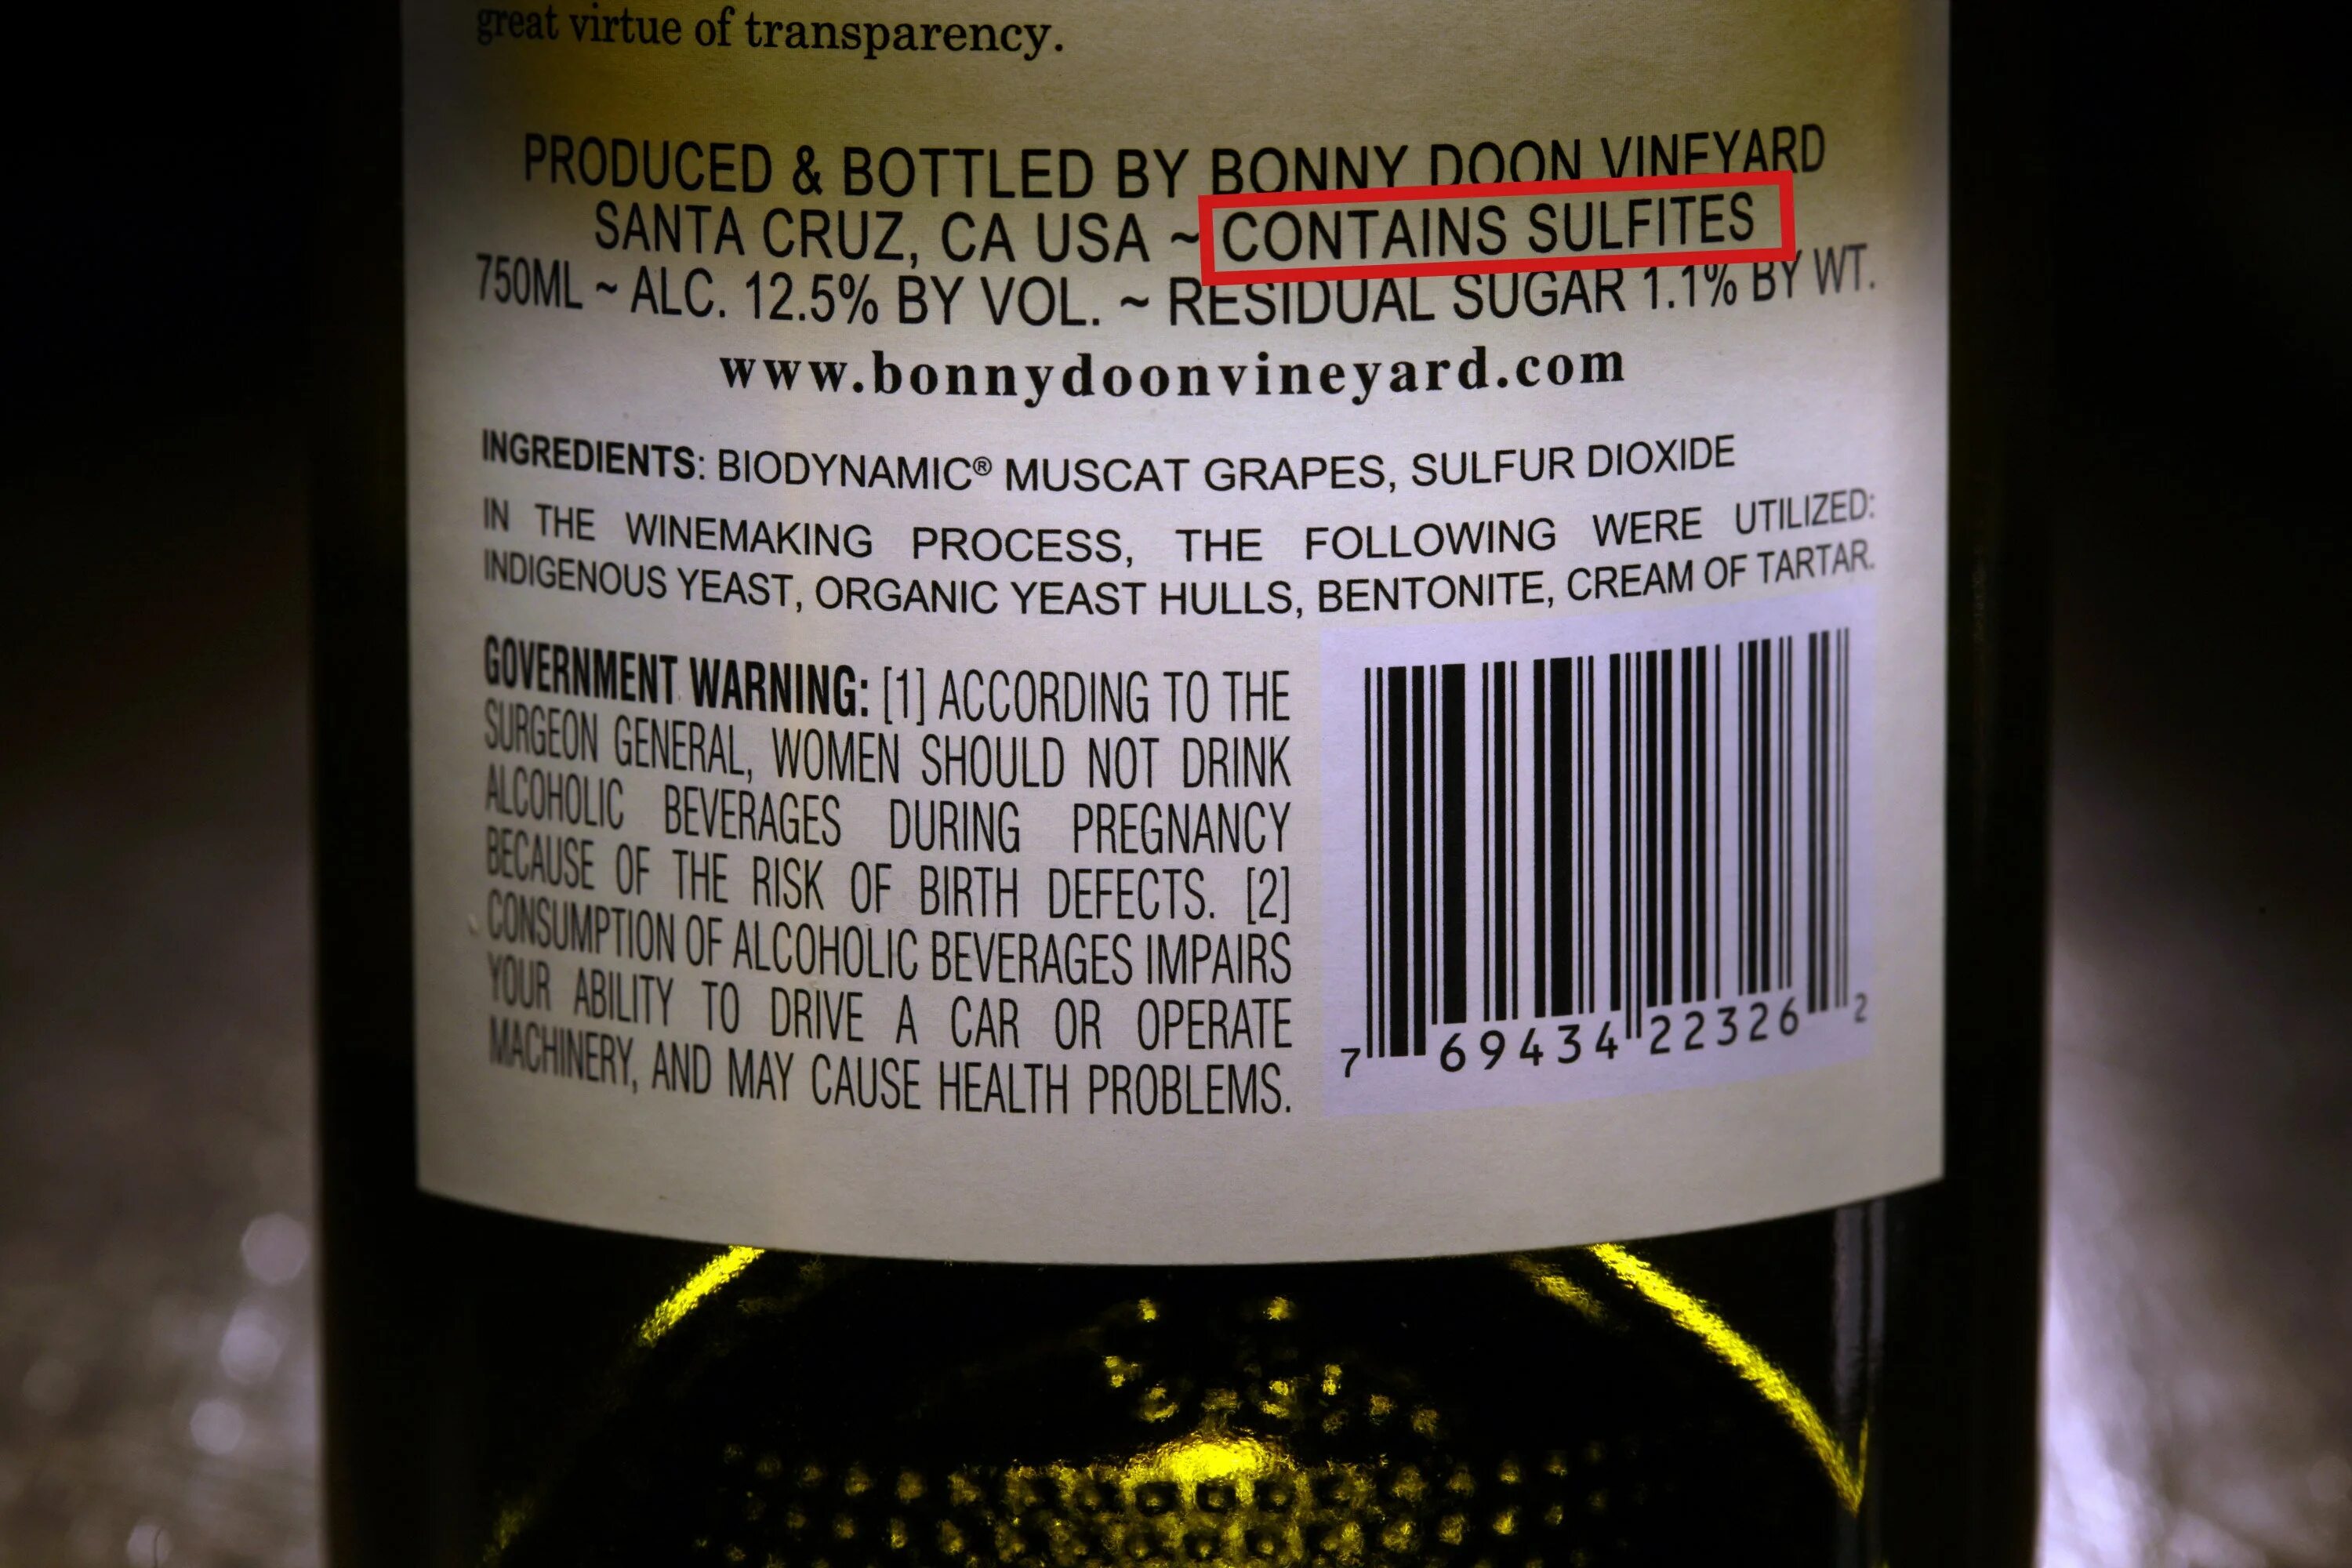 great virtue of transparency.
PRODUCED & BOTTLED BY BONNY DOON VINEYARD
SANTA CRUZ, CA USA ~ CONTAINS SULFITES
750ML ~ ALC. 12.5% BY VOL. ~ RESIDUAL SUGAR 1.1% BY WT.
www.bonnydoonvineyard.com
INGREDIENTS: BIODYNAMIC® MUSCAT GRAPES, SULFUR DIOXIDE
IN THE WINEMAKING PROCESS, THE FOLLOWING WERE UTILIZED:
INDIGENOUS YEAST, ORGANIC YEAST HULLS, BENTONITE, CREAM OF TARTAR.
GOVERNMENT WARNING: [1] ACCORDING TO THE
SURGEON GENERAL, WOMEN SHOULD NOT DRINK
ALCOHOLIC BEVERAGES DURING PREGNANCY
BECAUSE OF THE RISK OF BIRTH DEFECTS. [2]
CONSUMPTION OF ALCOHOLIC BEVERAGES IMPAIRS
YOUR ABILITY TO DRIVE A CAR OR OPERATE
MACHINERY, AND MAY CAUSE HEALTH PROBLEMS.
7 69434 22326 2